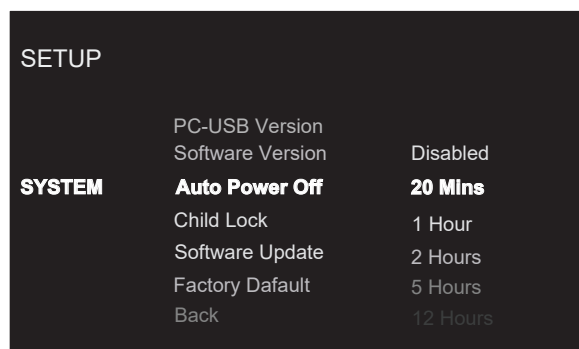 SETUP
PC-USB Version
Software Version Disabled
SYSTEM Auto Power Off 20 Mins
Child Lock 1 Hour
Software Update 2 Hours
Factory Dafault 5 Hours
Back 12 Hours